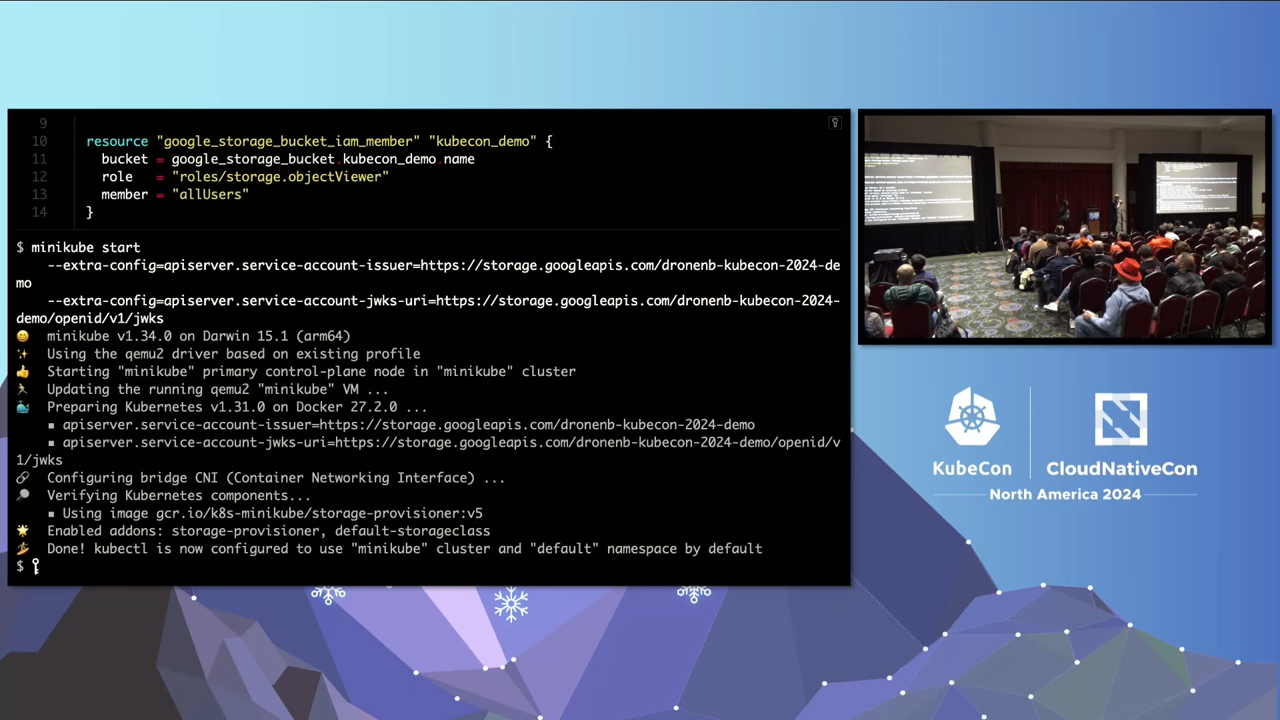 9
10 resource "google_storage_bucket_iam_member" "kubecon_demo" {
11 bucket = google_storage_bucket.kubecon_demo.name
12 role = "roles/storage.objectViewer"
13 member = "allUsers"
14 }
$ minikube start
--extra-config=apiserver.service-account-issuer=https://storage.googleapis.com/dronenb-kubecon-2024-de
mo
--extra-config=apiserver.service-account-jwks-uri=https://storage.googleapis.com/dronenb-kubecon-2024-
demo/openid/v1/jwks
minikube v1.34.0 on Darwin 15.1 (arm64)
Using the qemu2 driver based on existing profile
Starting "minikube" primary control-plane node in "minikube" cluster
Updating the running qemu2 "minikube" VM ...
Preparing Kubernetes v1.31.0 on Docker 27.2.0 ...
▪ apiserver.service-account-issuer=https://storage.googleapis.com/dronenb-kubecon-2024-demo
▪ apiserver.service-account-jwks-uri=https://storage.googleapis.com/dronenb-kubecon-2024-demo/openid/v
1/jwks
Configuring bridge CNI (Container Networking Interface) ...
Verifying Kubernetes components...
▪ Using image gcr.io/k8s-minikube/storage-provisioner:v5
Enabled addons: storage-provisioner, default-storageclass
Done! kubectl is now configured to use "minikube" cluster and "default" namespace by default
$
KubeCon
CloudNativeCon
North America 2024